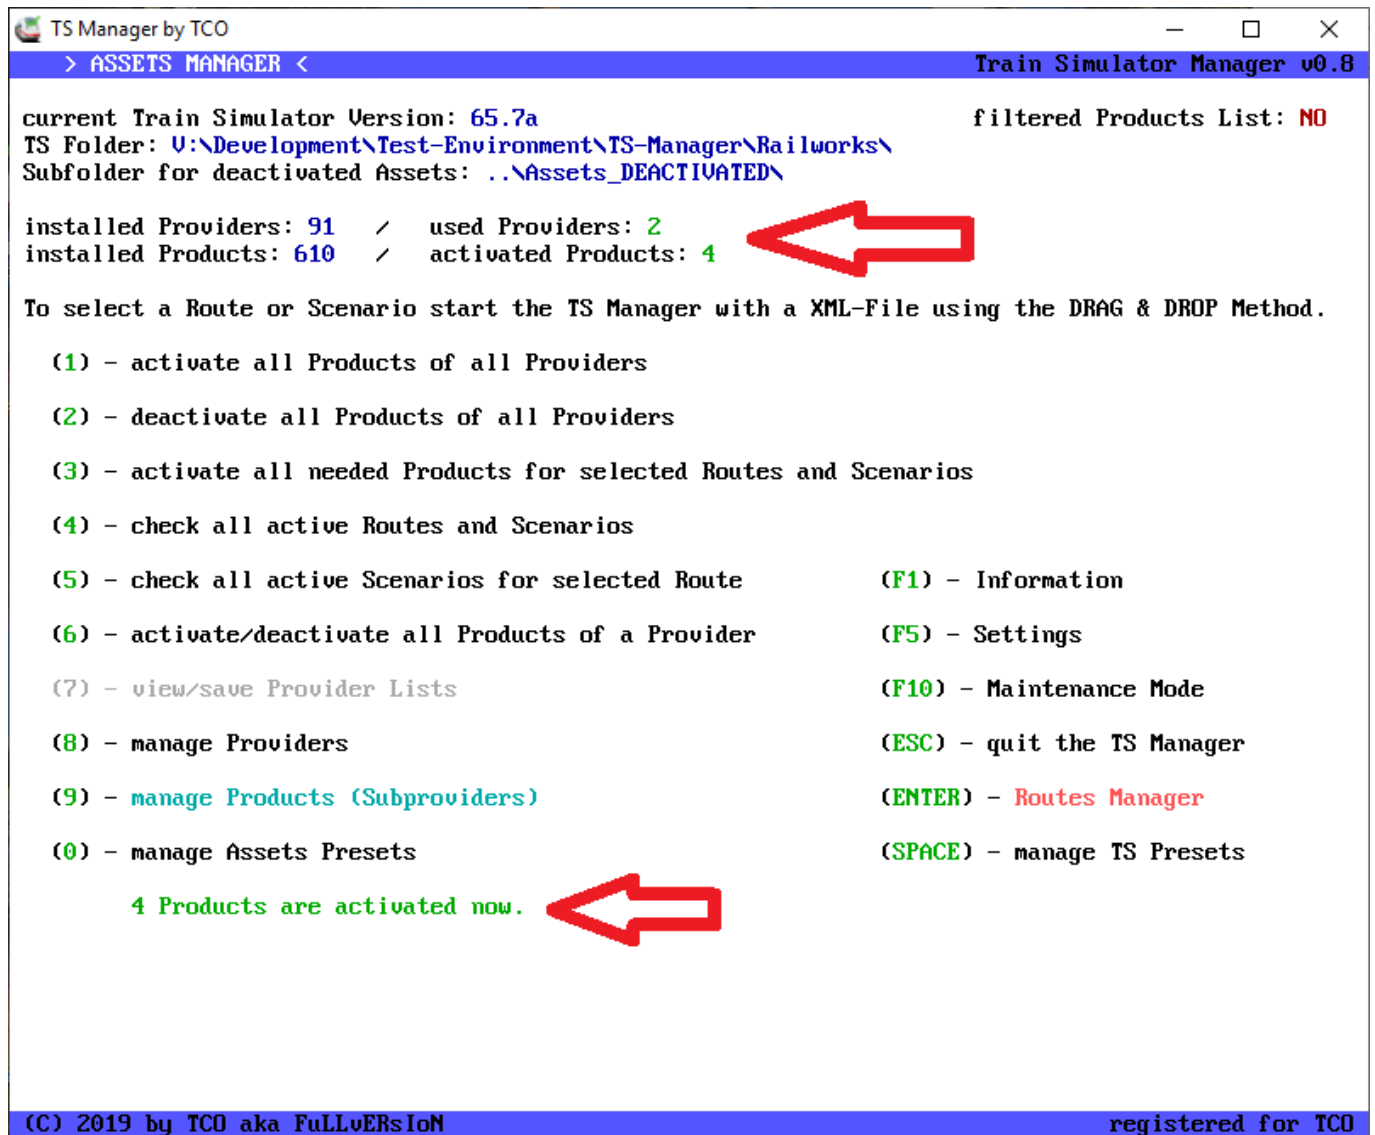 TS Manager by TCO
> ASSETS MANAGER < Train Simulator Manager v0.8
current Train Simulator Version: 65.7a filtered Products List: NO
TS Folder: V:\Development\Test-Environment\TS-Manager\Railworks\
Subfolder for deactivated Assets: ..\Assets_DEACTIVATED\
installed Providers: 91 / used Providers: 2
installed Products: 610 / activated Products: 4
To select a Route or Scenario start the TS Manager with a XML-File using the DRAG & DROP Method.
(1) - activate all Products of all Providers
(2) - deactivate all Products of all Providers
(3) - activate all needed Products for selected Routes and Scenarios
(4) - check all active Routes and Scenarios
(5) - check all active Scenarios for selected Route (F1) - Information
(6) - activate/deactivate all Products of a Provider (F5) - Settings
(7) - view/save Provider Lists (F10) - Maintenance Mode
(8) - manage Providers (ESC) - quit the TS Manager
(9) - manage Products (Subproviders) (ENTER) - Routes Manager
(0) - manage Assets Presets (SPACE) - manage TS Presets
4 Products are activated now.
(C) 2019 by TCO aka FuLLvERsIoN registered for TCO